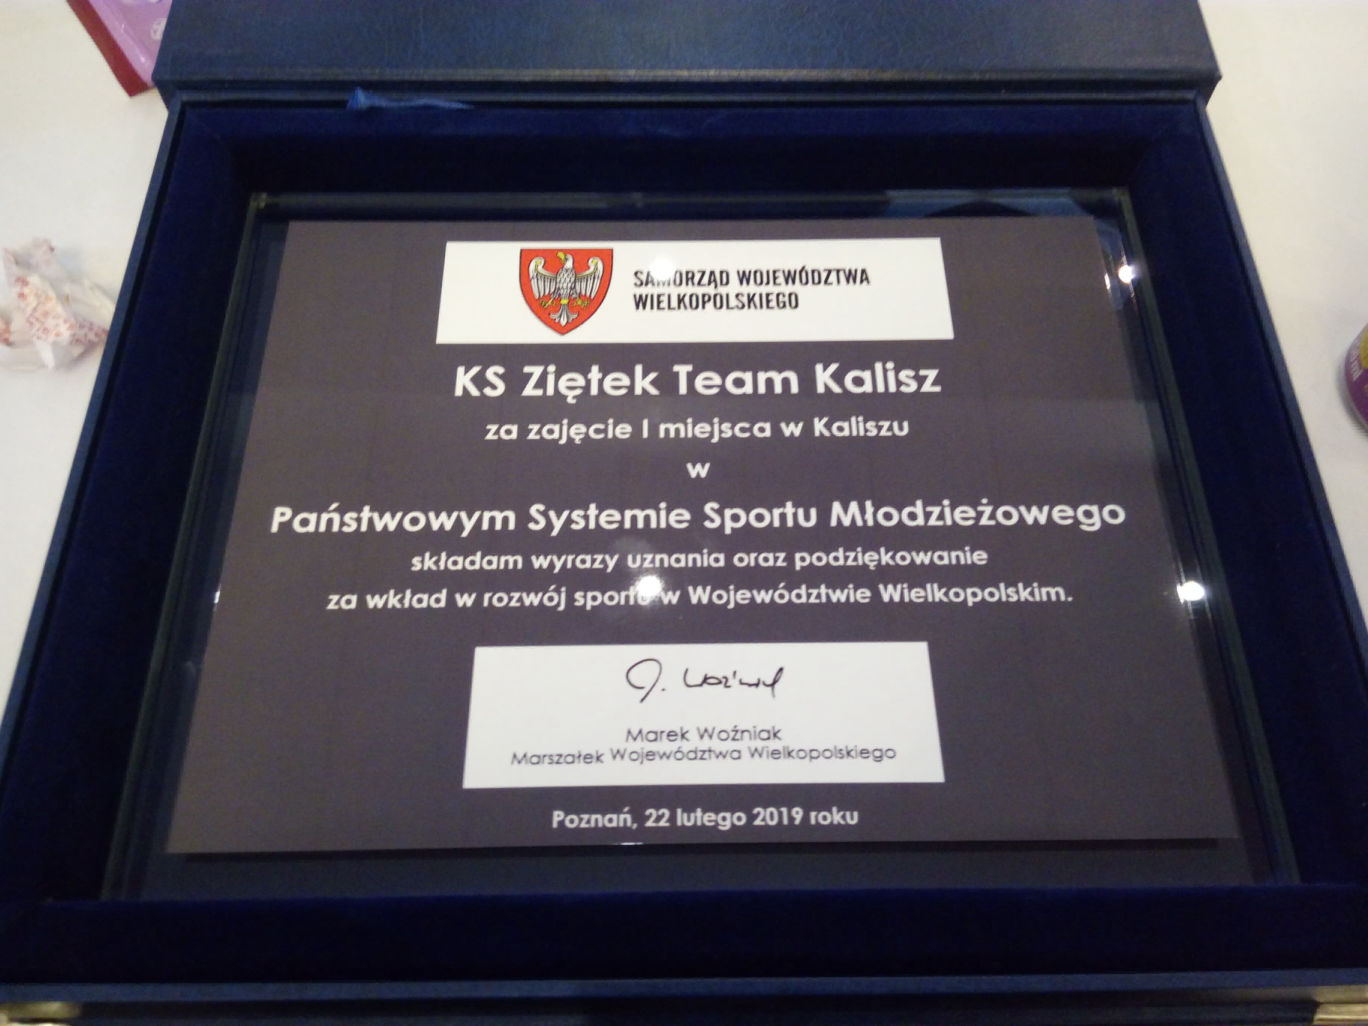 SAMORZĄD WOJEWÓDZTWA
WIELKOPOLSKIEGO
KS Ziętek Team Kalisz
za zajęcie I miejsca w Kaliszu
w
Państwowym Systemie Sportu Młodzieżowego
składam wyrazy uznania oraz podziękowanie
za wkład w rozwój sportu w Województwie Wielkopolskim.
Marek Woźniak
Marszałek Województwa Wielkopolskiego
Poznań, 22 lutego 2019 roku